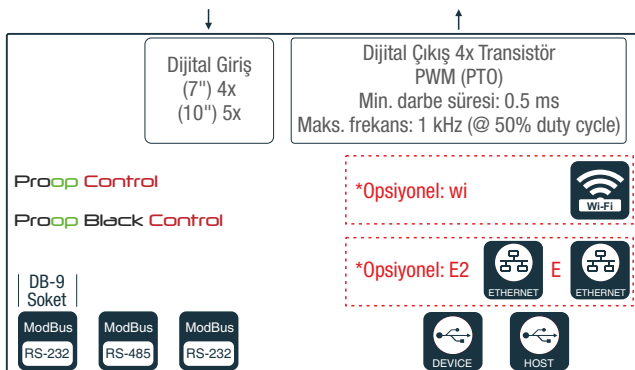 Dijital Giriş
(7") 4x
(10") 5x
Dijital Çıkış 4x Transistör
PWM (PTO)
Min. darbe süresi: 0.5 ms
Maks. frekans: 1 kHz (@ 50% duty cycle)
Proop Control
Proop Black Control
*Opsiyonel: wi
Wi-Fi
*Opsiyonel: E2
ETHERNET
E
ETHERNET
DB-9
Soket
ModBus
RS-232
ModBus
RS-485
ModBus
RS-232
DEVICE
HOST